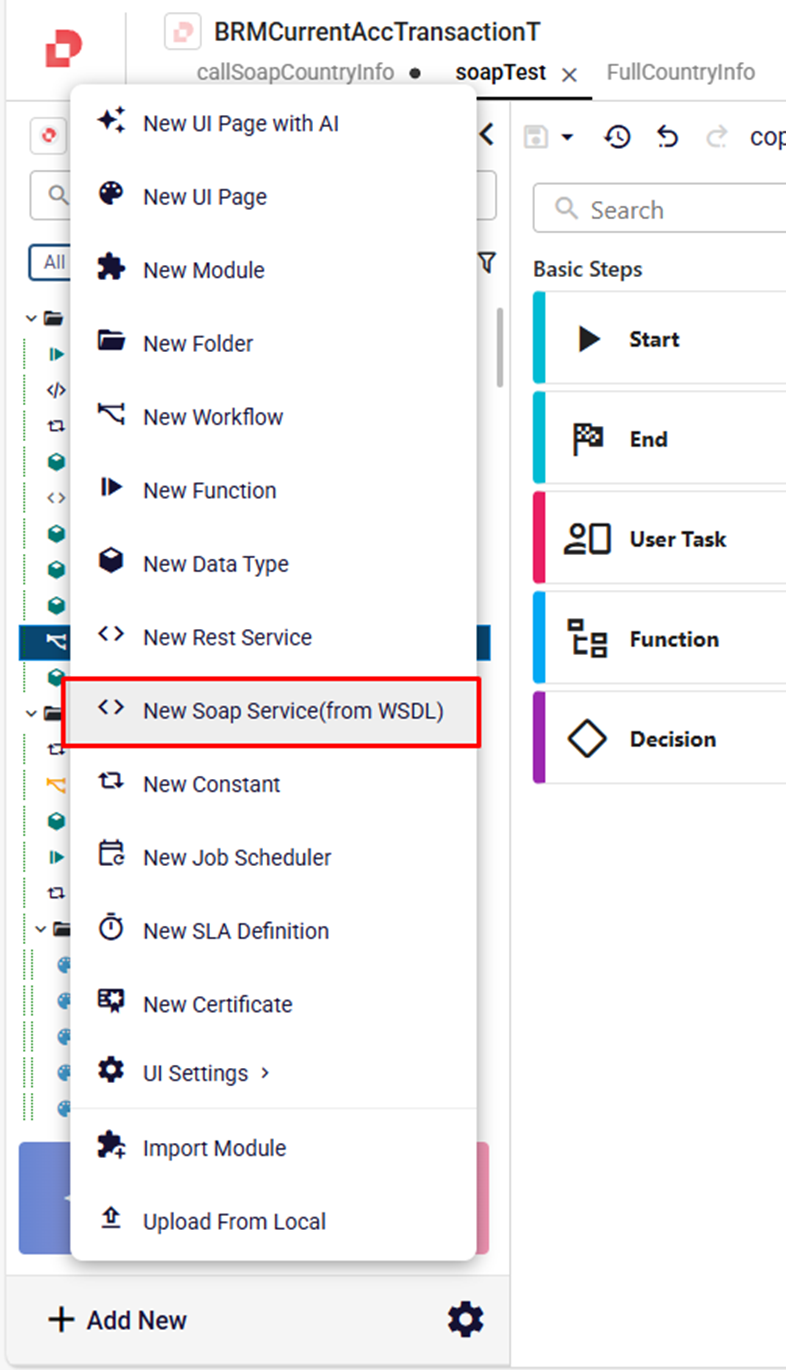 BRMCurrentAccTransactionT
callSoapCountryInfo
soapTest
FullCountryInfo
New UI Page with AI
New UI Page
New Module
New Folder
New Workflow
New Function
New Data Type
New Rest Service
New Soap Service(from WSDL)
New Constant
New Job Scheduler
New SLA Definition
New Certificate
UI Settings
Import Module
Upload From Local
All
Add New
cop
Search
Basic Steps
Start
End
User Task
Function
Decision